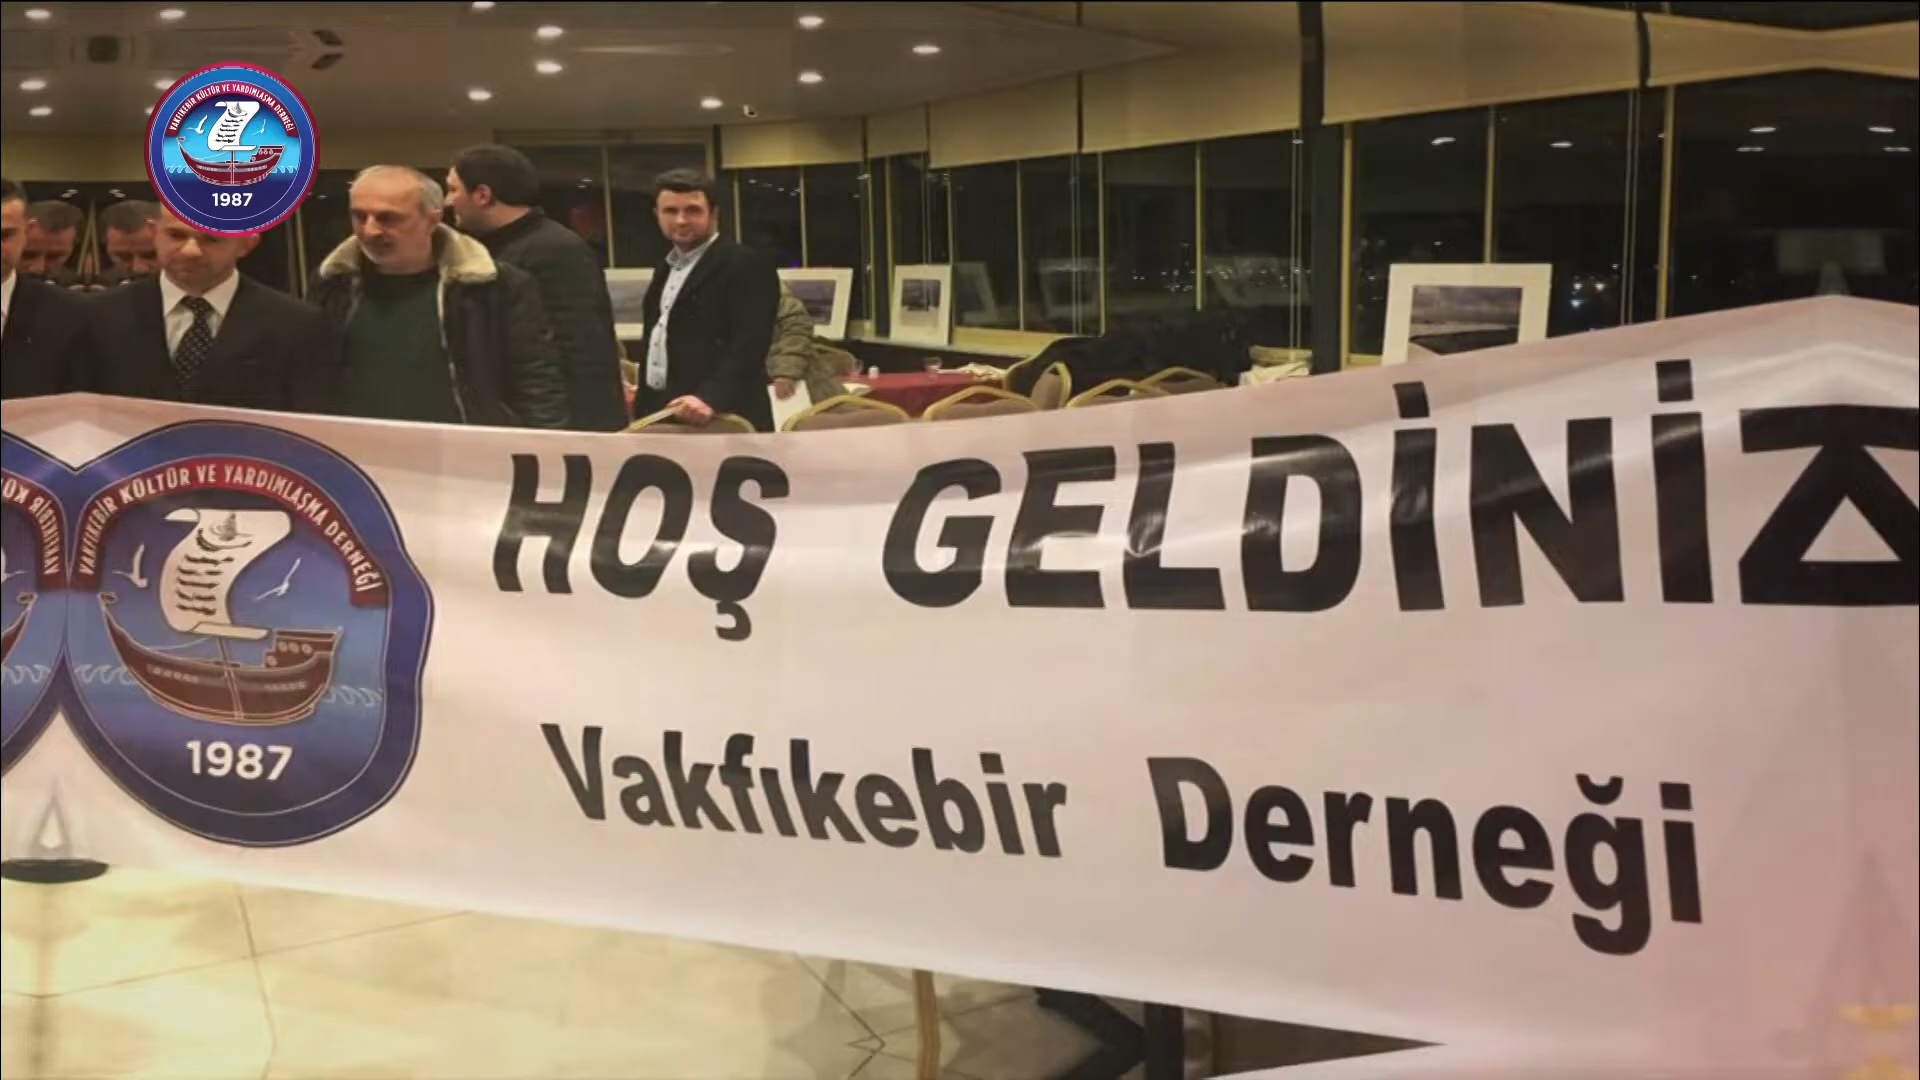 VAKFIKEBİR KÜLTÜR VE YARDIMLAŞMA DERNEĞİ
1987
HOŞ GELDİNİZ
VAKFIKEBİR KÜLTÜR VE YARDIMLAŞMA DERNEĞİ
1987
Vakfıkebir Derneği